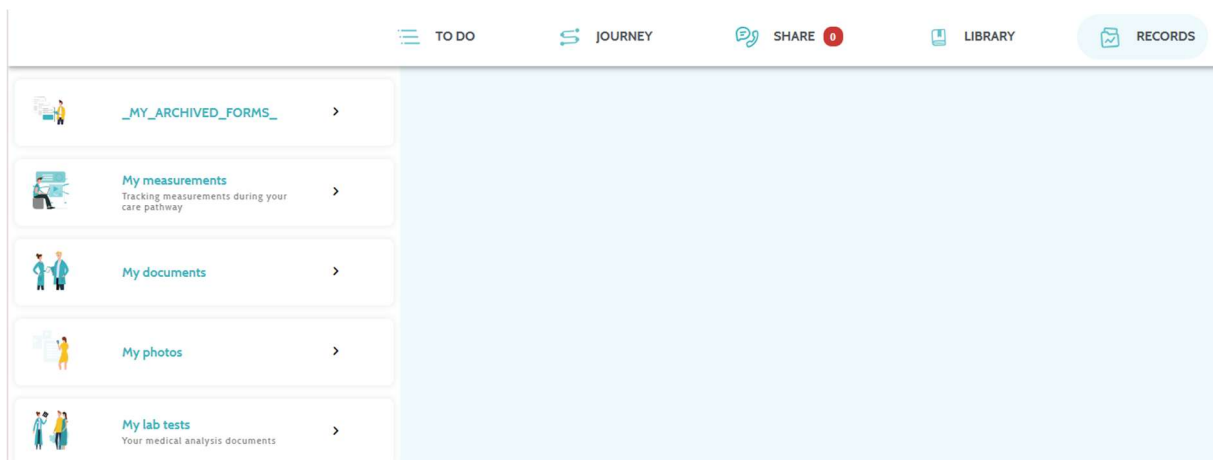 TO DO
JOURNEY
SHARE 0
LIBRARY
RECORDS
_MY_ARCHIVED_FORMS_
My measurements
Tracking measurements during your
care pathway
My documents
My photos
My lab tests
Your medical analysis documents